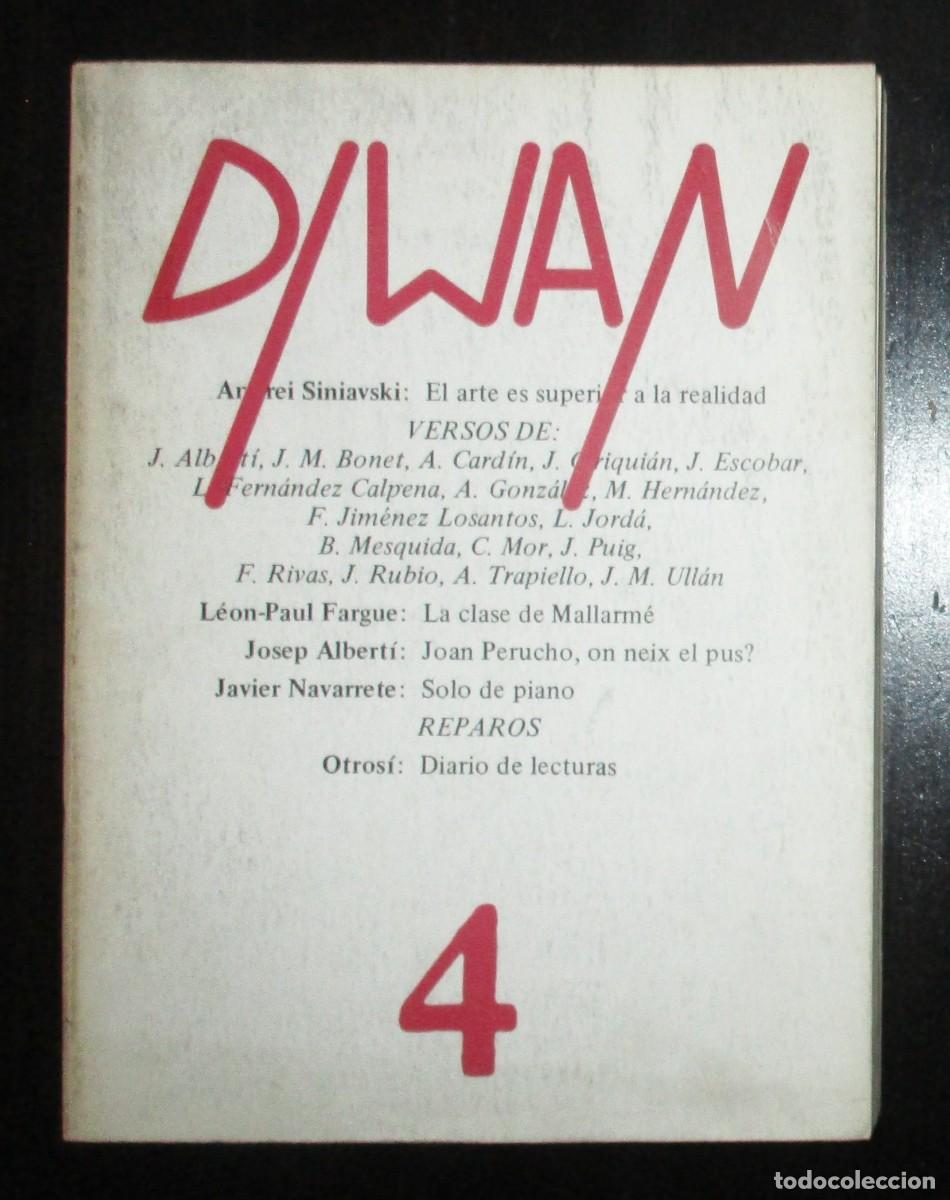 DIWAN
Andrei Siniavski: El arte es superior a la realidad
VERSOS DE:
J. Albertí, J. M. Bonet, A. Cardín, J. Giriquián, J. Escobar,
L. Fernández Calpena, A. González, M. Hernández,
F. Jiménez Losantos, L. Jordá,
B. Mesquida, C. Mor, J. Puig,
F. Rivas, J. Rubio, A. Trapiello, J. M. Ullán
Léon-Paul Fargue: La clase de Mallarmé
Josep Albertí: Joan Perucho, on neix el pus?
Javier Navarrete: Solo de piano
REPAROS
Otrosí: Diario de lecturas
4
todocoleccion